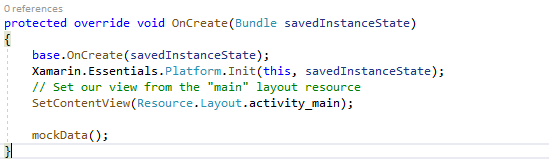 0 references
protected override void OnCreate(Bundle savedInstanceState)
{
base.OnCreate(savedInstanceState);
Xamarin.Essentials.Platform.Init(this, savedInstanceState);
// Set our view from the "main" layout resource
SetContentView(Resource.Layout.activity_main);
mockData();
}